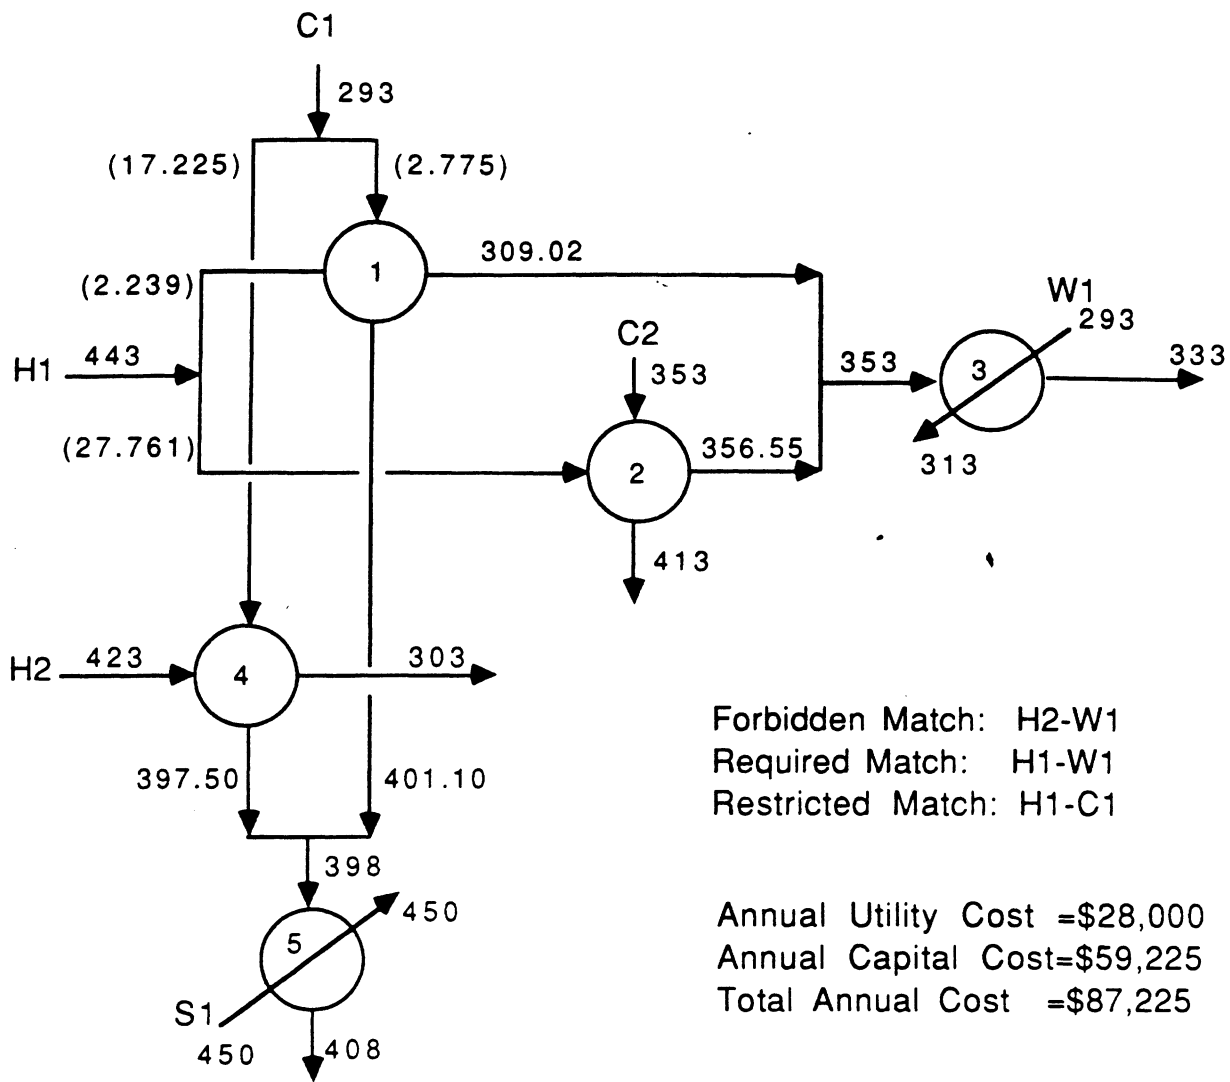 C1
293
(17.225)
(2.775)
1
309.02
(2.239)
W1
293
C2
H1
443
353
353
3
333
(27.761)
2
356.55
313
413
H2
423
4
303
Forbidden Match: H2-W1
Required Match: H1-W1
Restricted Match: H1-C1
397.50
401.10
398
450
Annual Utility Cost =$28,000
Annual Capital Cost=$59,225
Total Annual Cost =$87,225
5
S1
450
408